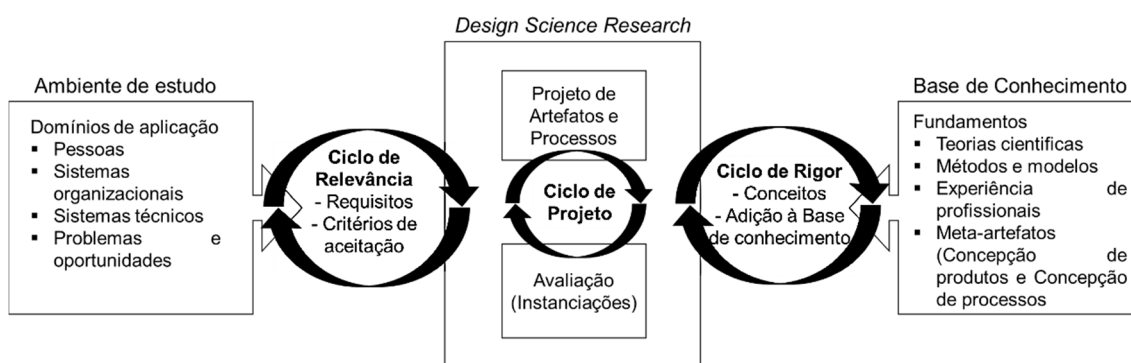 Design Science Research
Ambiente de estudo
Domínios de aplicação
▪ Pessoas
▪ Sistemas
organizacionais
▪ Sistemas técnicos
▪ Problemas e
oportunidades
Ciclo de
Relevância
- Requisitos
- Critérios de
aceitação
Projeto de
Artefatos e
Processos
Ciclo de
Projeto
Avaliação
(Instanciações)
Ciclo de Rigor
- Conceitos
- Adição à Base
de conhecimento
Base de Conhecimento
Fundamentos
▪ Teorias cientificas
▪ Métodos e modelos
▪ Experiência de
profissionais
▪ Meta-artefatos
(Concepção de
produtos e Concepção
de processos